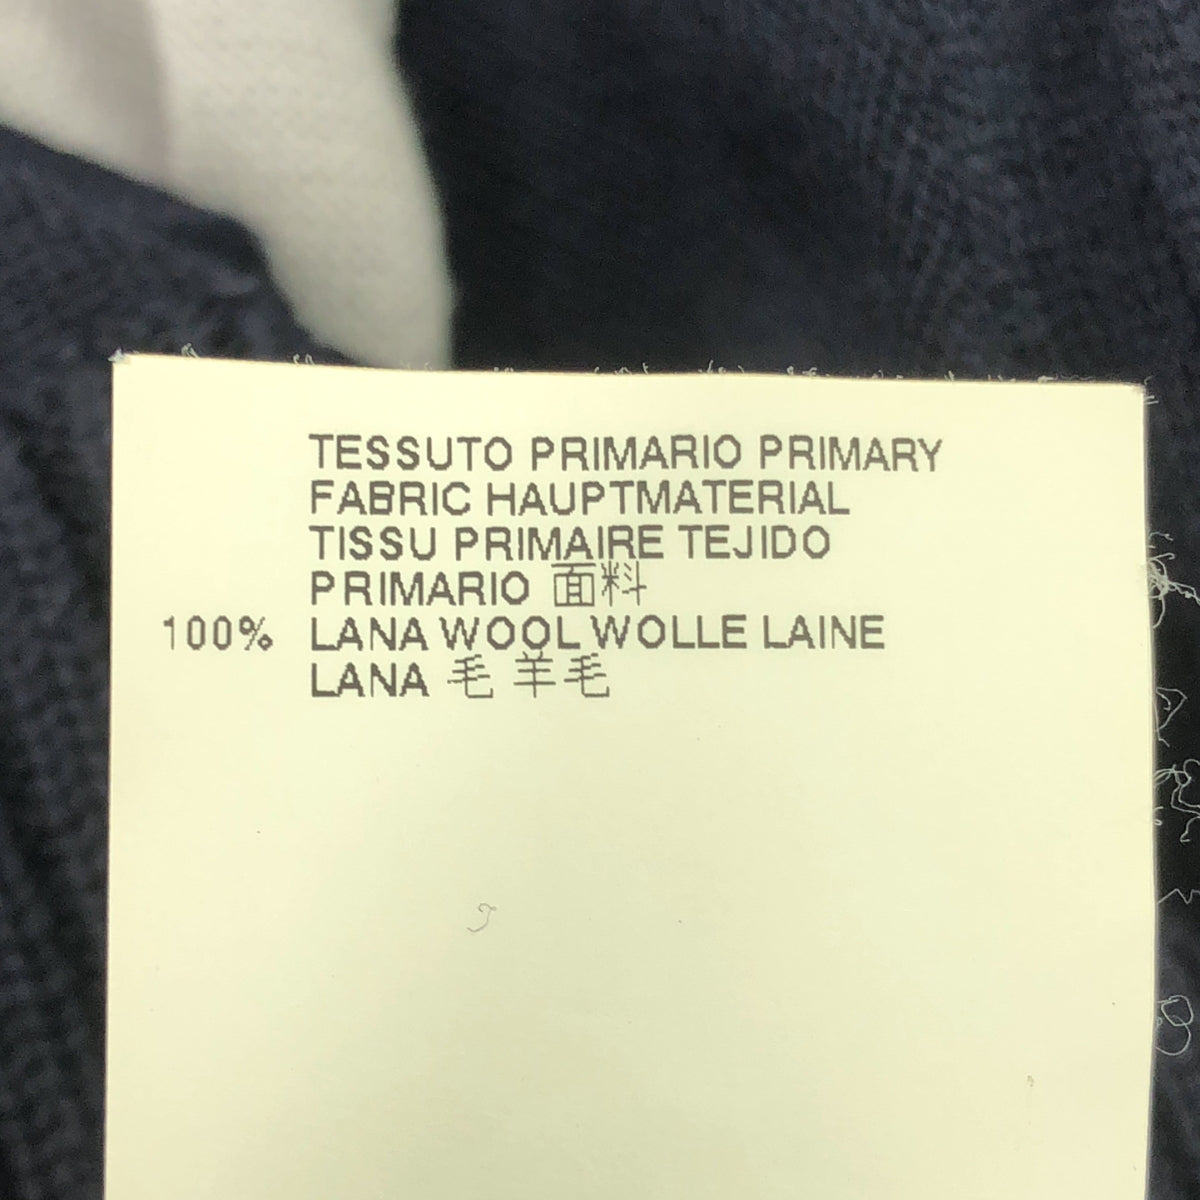 TESSUTO PRIMARIO PRIMARY
FABRIC HAUPTMATERIAL
TISSU PRIMAIRE TEJIDO
PRIMARIO 面料
100% LANA WOOL WOLLE LAINE
LANA 毛 羊毛